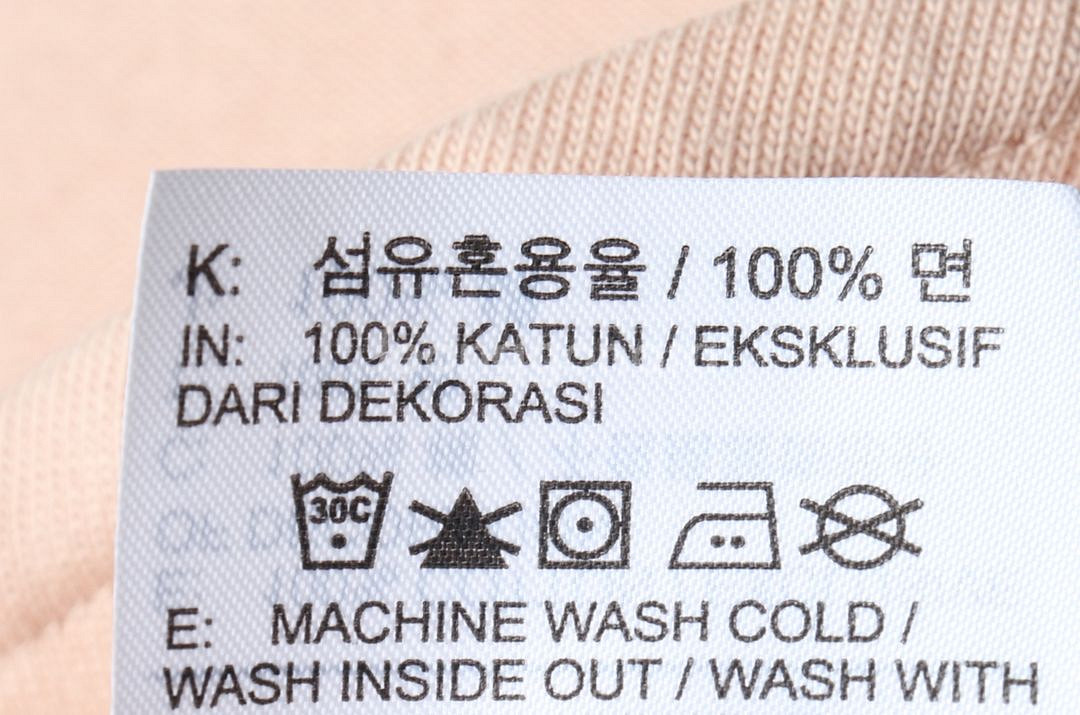 K: 섬유혼용율 / 100% 면
IN: 100% KATUN / EKSKLUSIF
DARI DEKORASI
30C
E: MACHINE WASH COLD /
WASH INSIDE OUT / WASH WITH